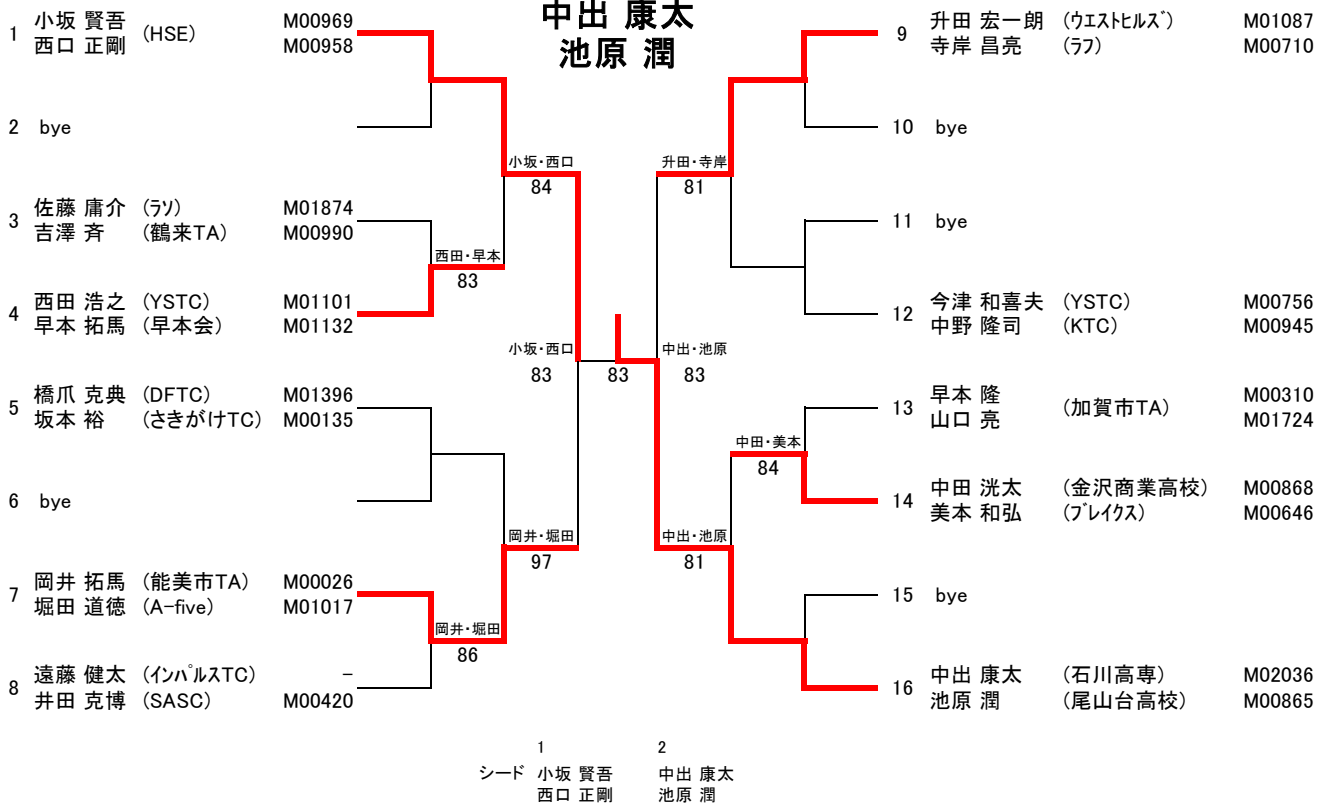 中出 康太
池原 潤
1 小坂 賢吾 (HSE) M00969
西口 正剛 M00958
2 bye
3 佐藤 庸介 (ラソ) M01874
吉澤 斉 (鶴来TA) M00990
4 西田 浩之 (YSTC) M01101
早本 拓馬 (早本会) M01132
5 橋爪 克典 (DFTC) M01396
坂本 裕 (さきがけTC) M00135
6 bye
7 岡井 拓馬 (能美市TA) M00026
堀田 道徳 (A-five) M01017
8 遠藤 健太 (インパルスTC) -
井田 克博 (SASC) M00420
西田・早本
83
岡井・堀田
86
小坂・西口
84
岡井・堀田
97
小坂・西口
83
83
中出・池原
83
升田・寺岸
81
中出・池原
81
中田・美本
84
9 升田 宏一朗 (ウエストヒルズ) M01087
寺岸 昌亮 (ラフ) M00710
10 bye
11 bye
12 今津 和喜夫 (YSTC) M00756
中野 隆司 (KTC) M00945
13 早本 隆 (加賀市TA) M00310
山口 亮 M01724
14 中田 洸太 (金沢商業高校) M00868
美本 和弘 (ブレイクス) M00646
15 bye
16 中出 康太 (石川高専) M02036
池原 潤 (尾山台高校) M00865
1 2
シード 小坂 賢吾 中出 康太
西口 正剛 池原 潤